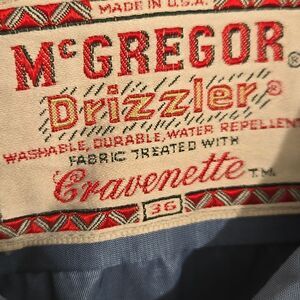 MADE IN U.S.A.
McGREGOR®
Drizzler®
WASHABLE, DURABLE, WATER REPELLENT
FABRIC TREATED WITH
Cravenette T.M.
36